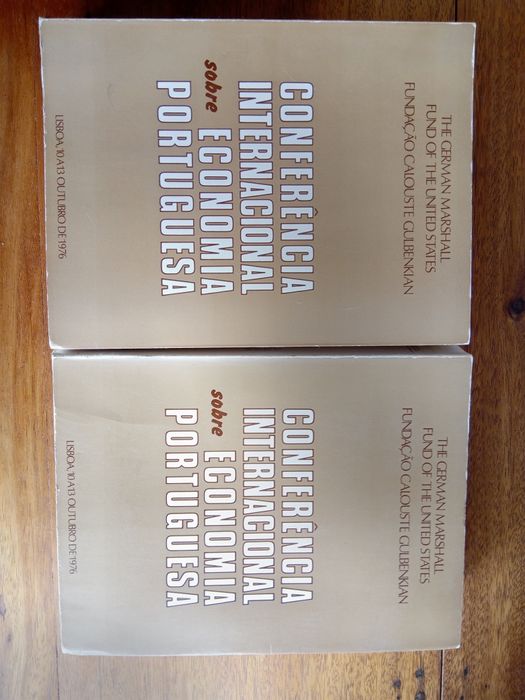 THE GERMAN MARSHALL
FUND OF THE UNITED STATES
FUNDAÇÃO CALOUSTE GULBENKIAN
CONFERÊNCIA
INTERNACIONAL
sobre ECONOMIA
PORTUGUESA
LISBOA, 10 A 13 OUTUBRO DE 1976
THE GERMAN MARSHALL
FUND OF THE UNITED STATES
FUNDAÇÃO CALOUSTE GULBENKIAN
CONFERÊNCIA
INTERNACIONAL
sobre ECONOMIA
PORTUGUESA
LISBOA, 10 A 13 OUTUBRO DE 1976